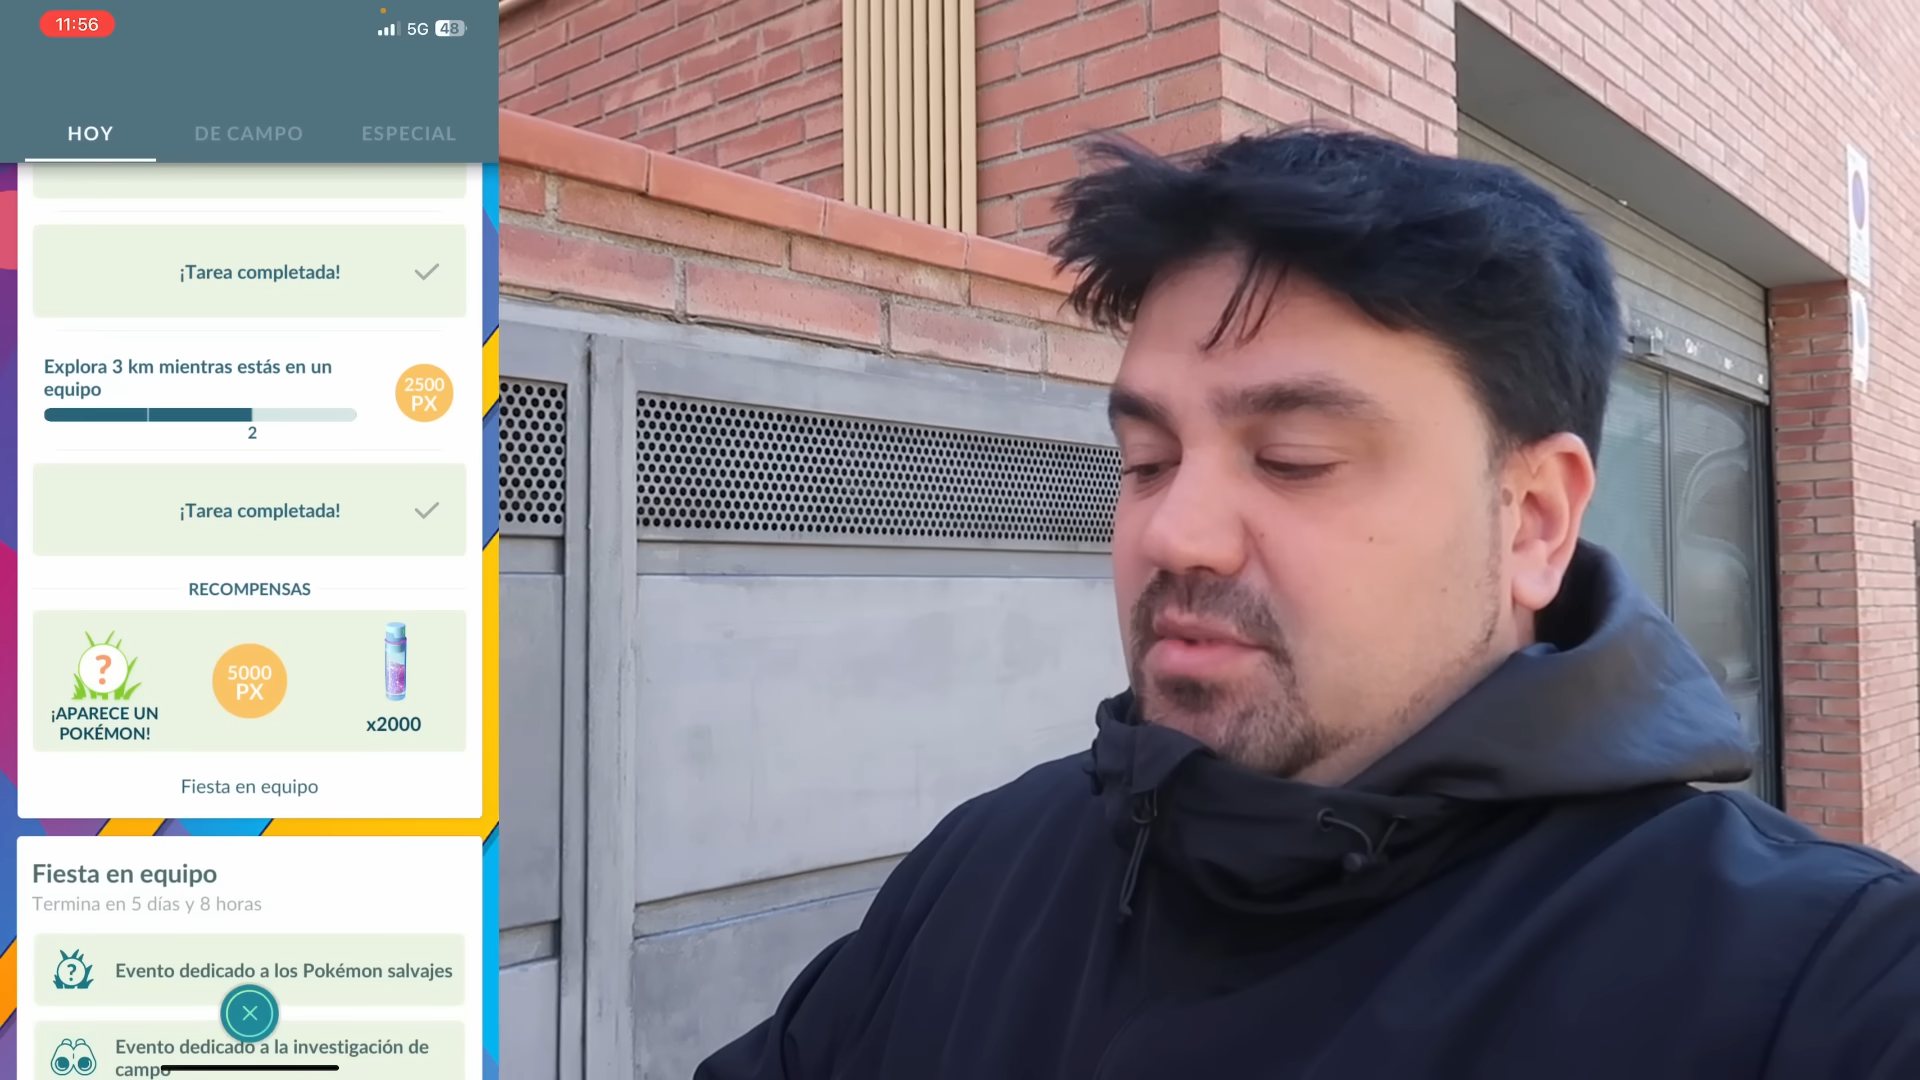 11:56
5G 48
HOY
DE CAMPO
ESPECIAL
¡Tarea completada!
Explora 3 km mientras estás en un
equipo
2
2500
PX
¡Tarea completada!
RECOMPENSAS
?
¡APARECE UN
POKÉMON!
5000
PX
x2000
Fiesta en equipo
Fiesta en equipo
Termina en 5 días y 8 horas
?
Evento dedicado a los Pokémon salvajes
Evento dedicado a la investigación de
campo